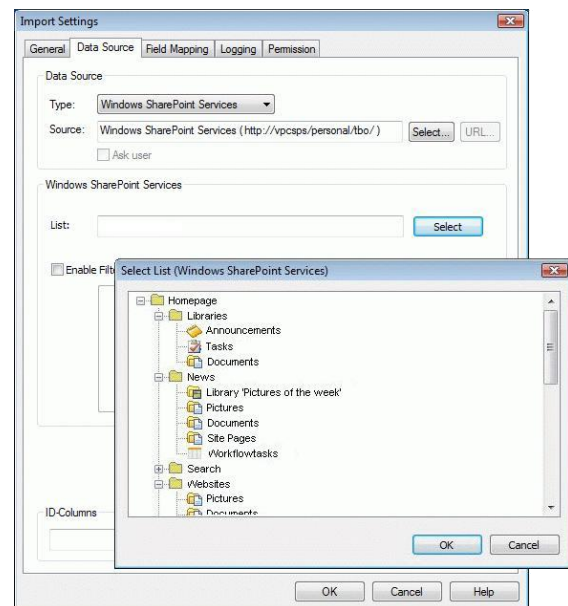 Import Settings
General Data Source Field Mapping Logging Permission
Data Source
Type: Windows SharePoint Services
Source: Windows SharePoint Services (http://vpcsps/personal/tbo/) Select... URL...
Ask user
Windows SharePoint Services
List: Select
Enable Filt
Select List (Windows SharePoint Services)
Homepage
Libraries
Announcements
Tasks
Documents
News
Library 'Pictures of the week'
Pictures
Documents
Site Pages
Workflowtasks
Search
Websites
Pictures
Documents
OK Cancel
ID-Columns
OK Cancel Help